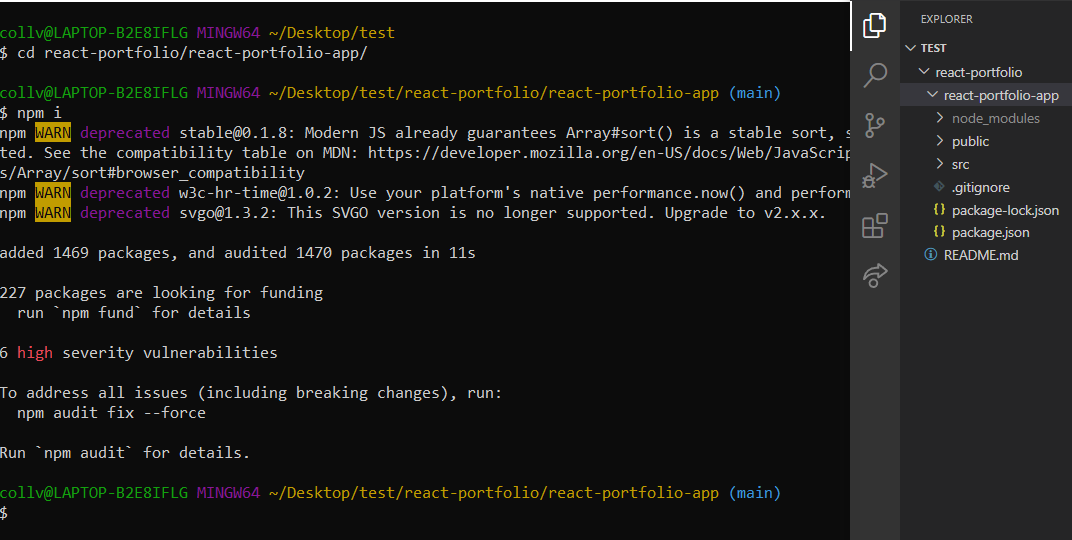 collv@LAPTOP-B2E8IFLG MINGW64 ~/Desktop/test
$ cd react-portfolio/react-portfolio-app/
collv@LAPTOP-B2E8IFLG MINGW64 ~/Desktop/test/react-portfolio/react-portfolio-app (main)
$ npm i
npm WARN deprecated stable@0.1.8: Modern JS already guarantees Array#sort() is a stable sort, s
ted. See the compatibility table on MDN: https://developer.mozilla.org/en-US/docs/Web/JavaScrip
s/Array/sort#browser_compatibility
npm WARN deprecated w3c-hr-time@1.0.2: Use your platform's native performance.now() and perform
npm WARN deprecated svgo@1.3.2: This SVGO version is no longer supported. Upgrade to v2.x.x.
added 1469 packages, and audited 1470 packages in 11s
227 packages are looking for funding
run `npm fund` for details
6 high severity vulnerabilities
To address all issues (including breaking changes), run:
npm audit fix --force
Run `npm audit` for details.
collv@LAPTOP-B2E8IFLG MINGW64 ~/Desktop/test/react-portfolio/react-portfolio-app (main)
$
EXPLORER
TEST
react-portfolio
react-portfolio-app
node_modules
public
src
.gitignore
{} package-lock.json
{} package.json
README.md